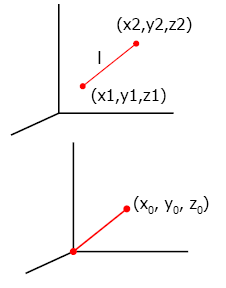 (x2,y2,z2)
l
(x1,y1,z1)
(x₀, y₀, z₀)